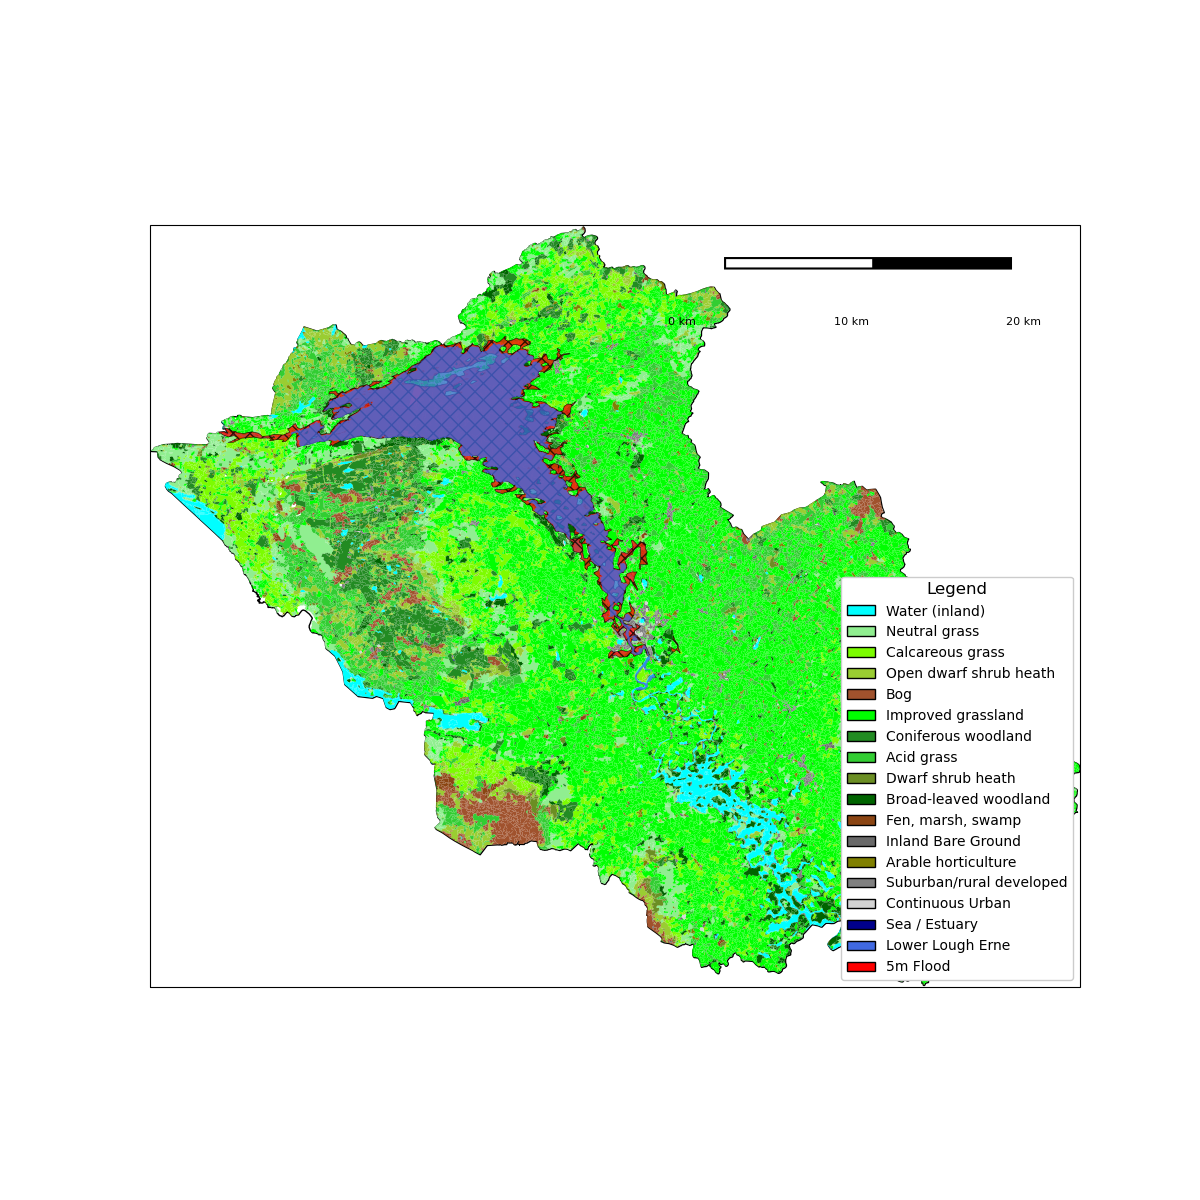 0 km 10 km 20 km
Legend
Water (inland)
Neutral grass
Calcareous grass
Open dwarf shrub heath
Bog
Improved grassland
Coniferous woodland
Acid grass
Dwarf shrub heath
Broad-leaved woodland
Fen, marsh, swamp
Inland Bare Ground
Arable horticulture
Suburban/rural developed
Continuous Urban
Sea / Estuary
Lower Lough Erne
5m Flood